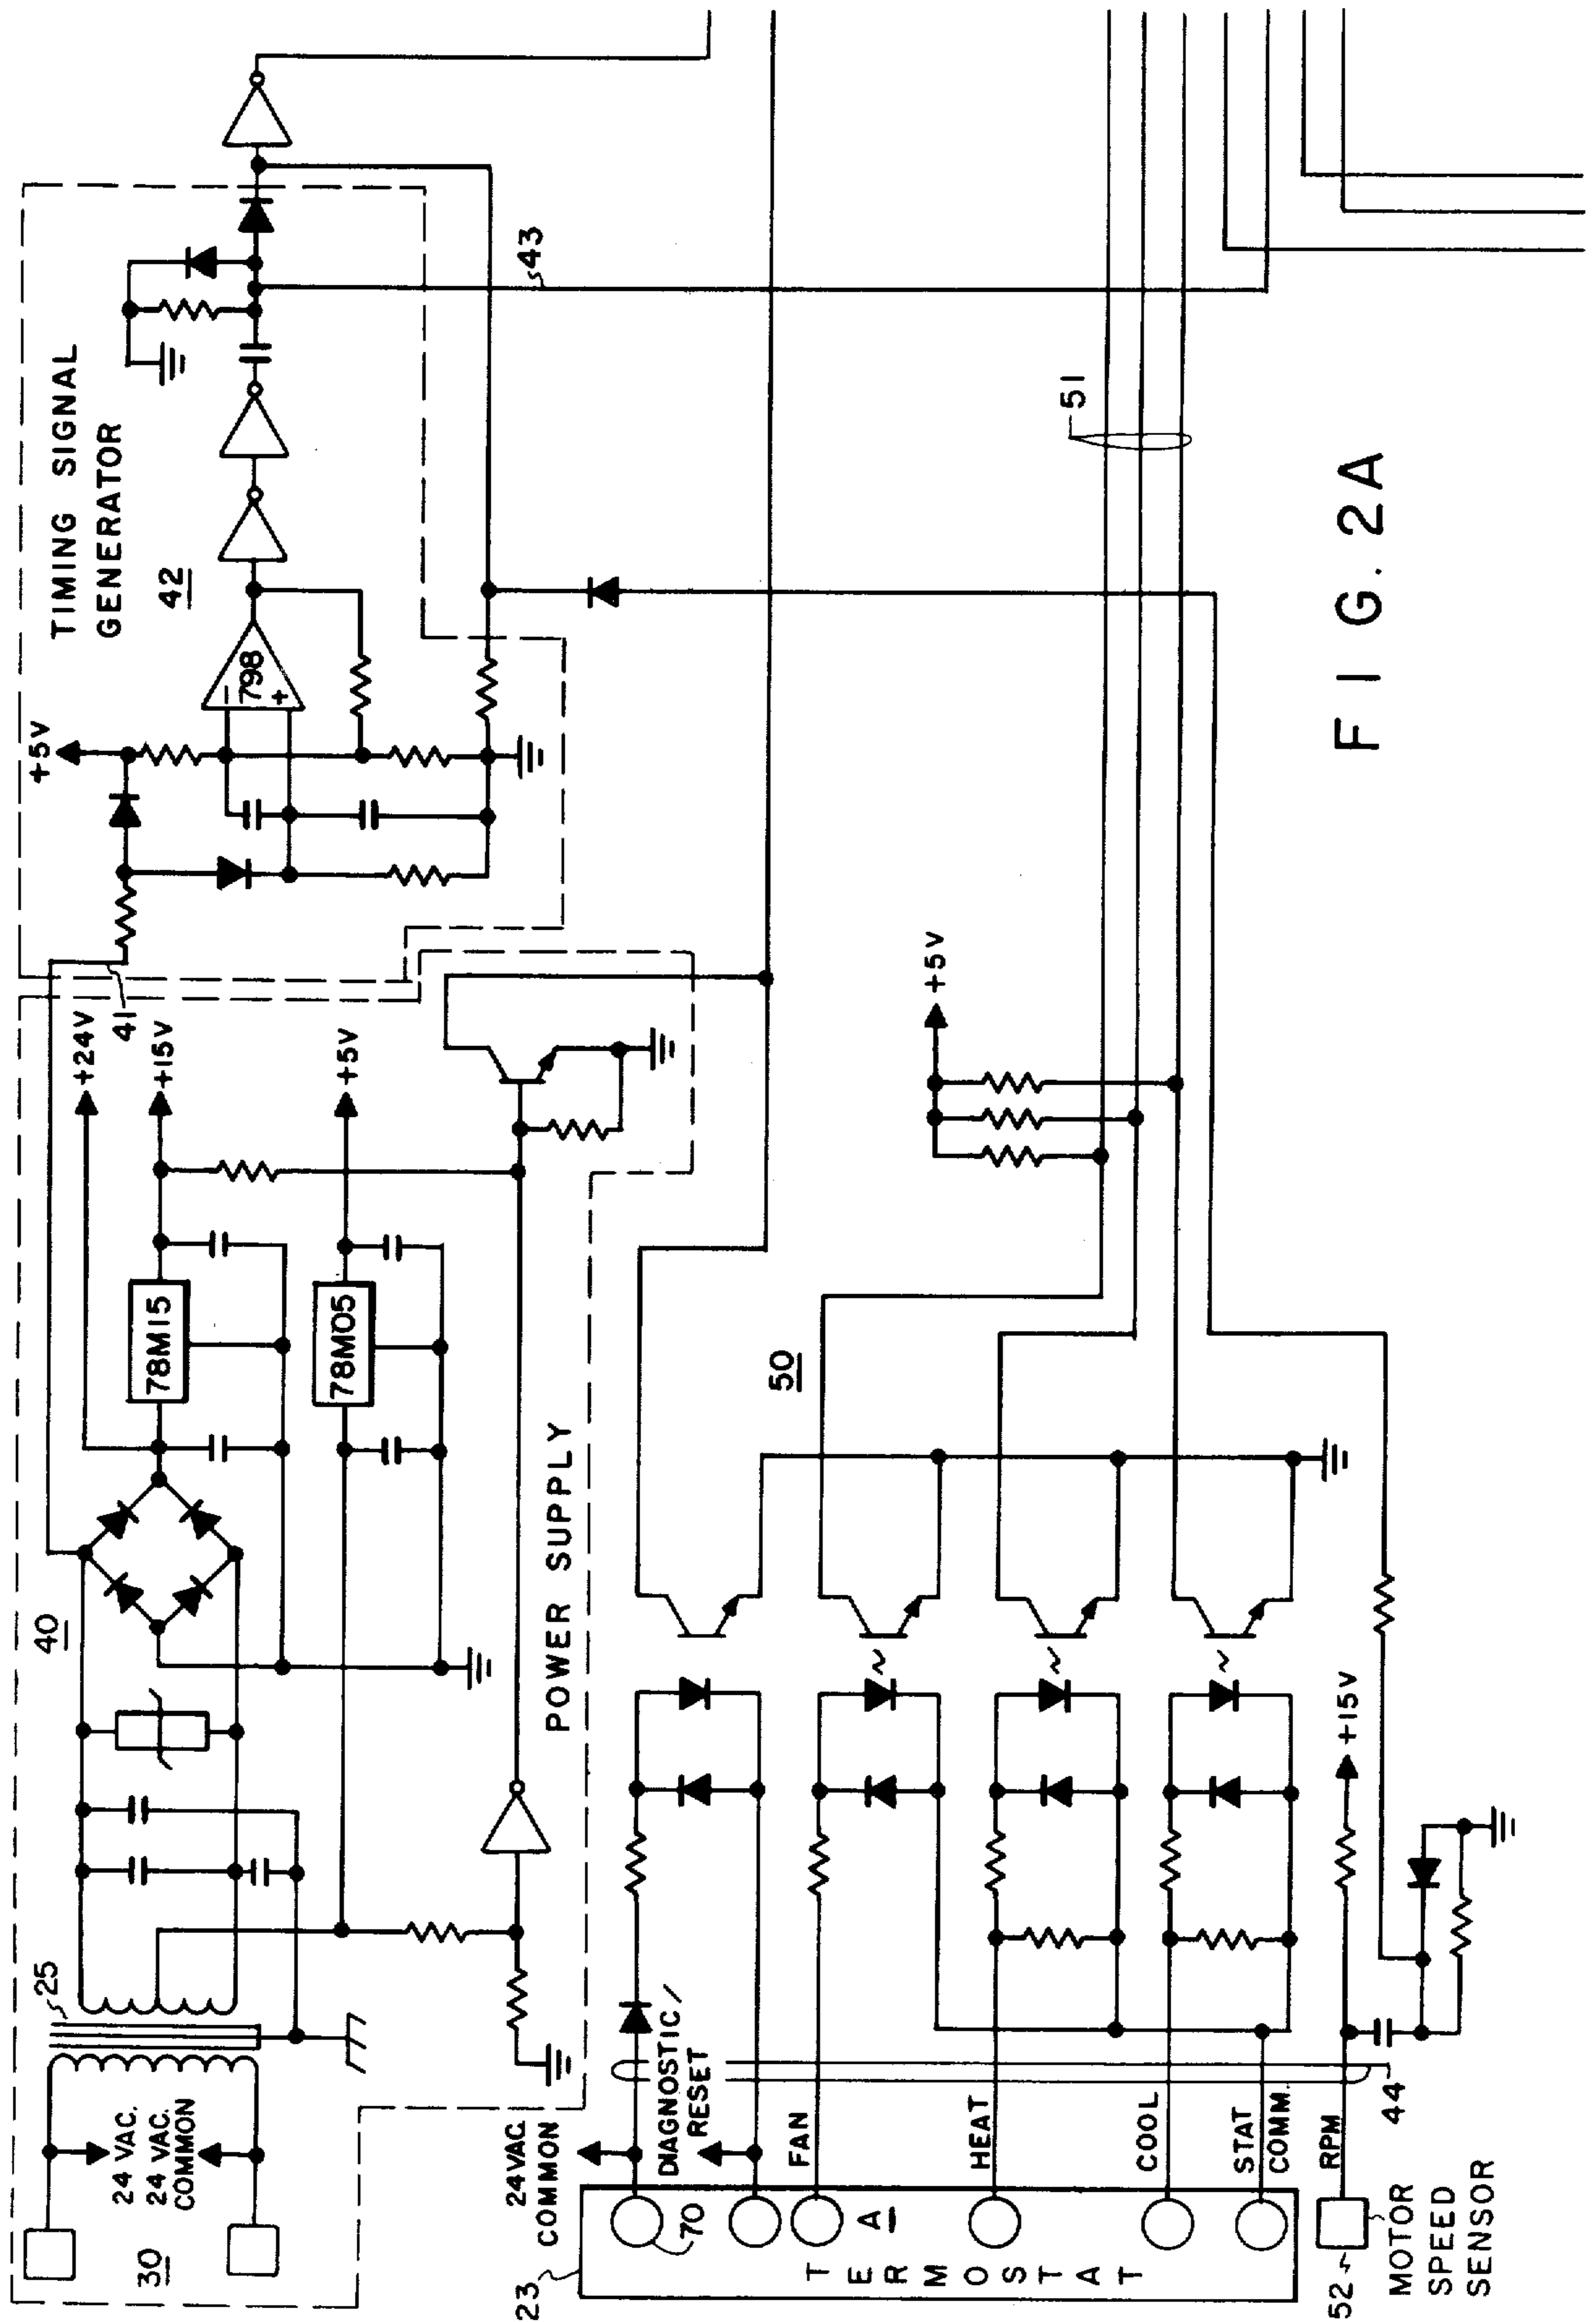 TIMING SIGNAL
GENERATOR
42
+5V
798
-
+
43
41
+24V
+15V
+5V
78M15
78M05
40
POWER SUPPLY
25
24 VAC.
24 VAC.
COMMON
30
51
+5V
50
24VAC.
COMMON
DIAGNOSTIC/
RESET
FAN
HEAT
COOL
STAT
COMM.
RPM
+15V
44
23
70
A
TERMOSTAT
52
MOTOR
SPEED
SENSOR
FIG. 2A